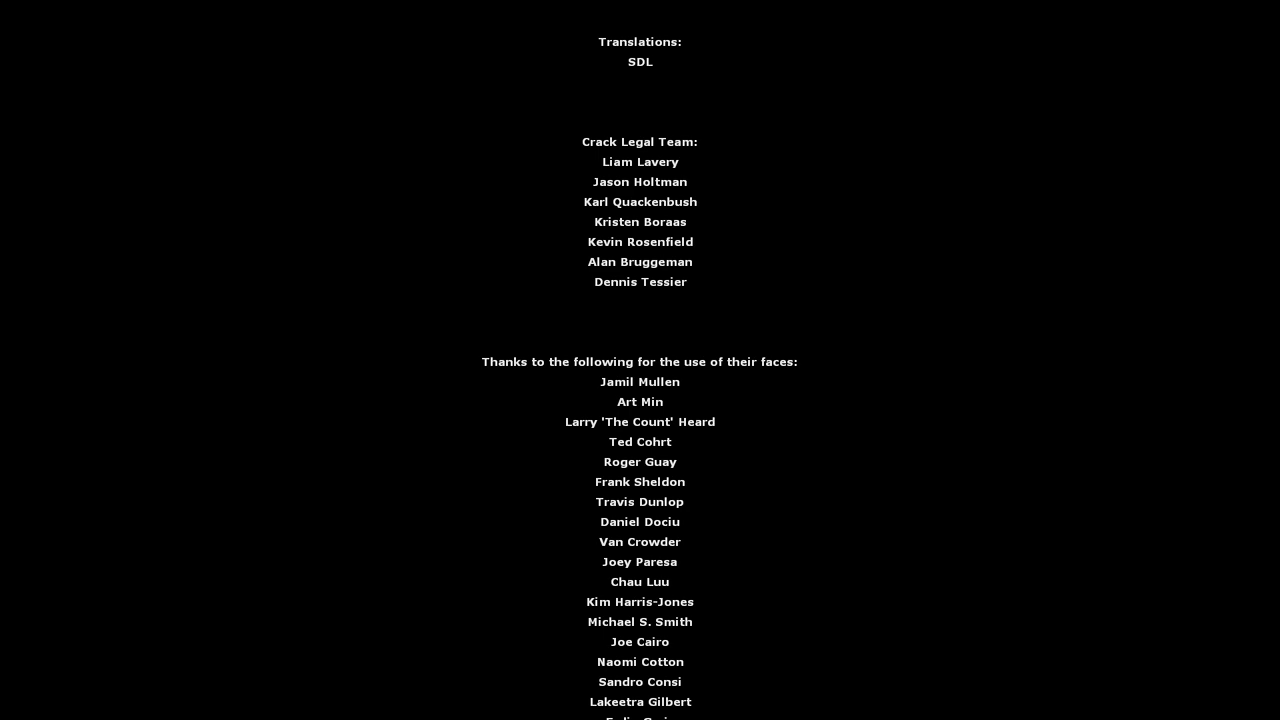 Translations:
SDL
Crack Legal Team:
Liam Lavery
Jason Holtman
Karl Quackenbush
Kristen Boraas
Kevin Rosenfield
Alan Bruggeman
Dennis Tessier
Thanks to the following for the use of their faces:
Jamil Mullen
Art Min
Larry 'The Count' Heard
Ted Cohrt
Roger Guay
Frank Sheldon
Travis Dunlop
Daniel Dociu
Van Crowder
Joey Paresa
Chau Luu
Kim Harris-Jones
Michael S. Smith
Joe Cairo
Naomi Cotton
Sandro Consi
Lakeetra Gilbert